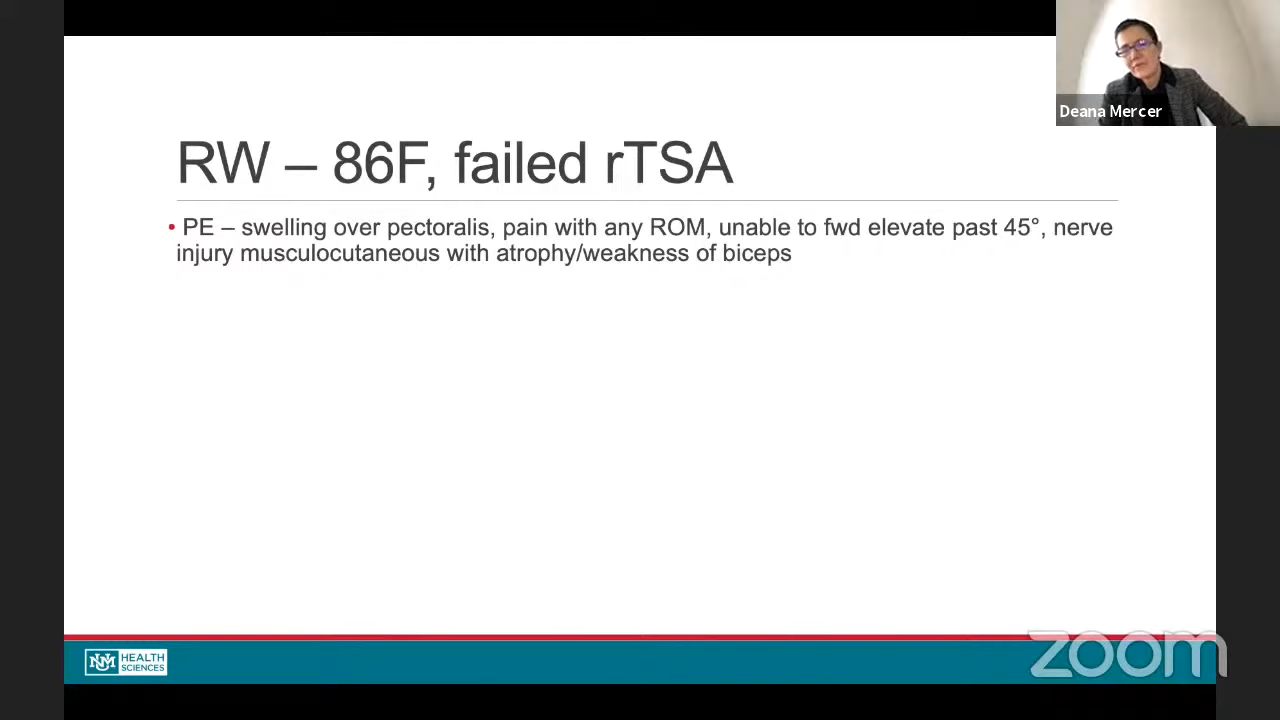 Deana Mercer
RW – 86F, failed rTSA
• PE – swelling over pectoralis, pain with any ROM, unable to fwd elevate past 45°, nerve
injury musculocutaneous with atrophy/weakness of biceps
UNM HEALTH
SCIENCES
zoom